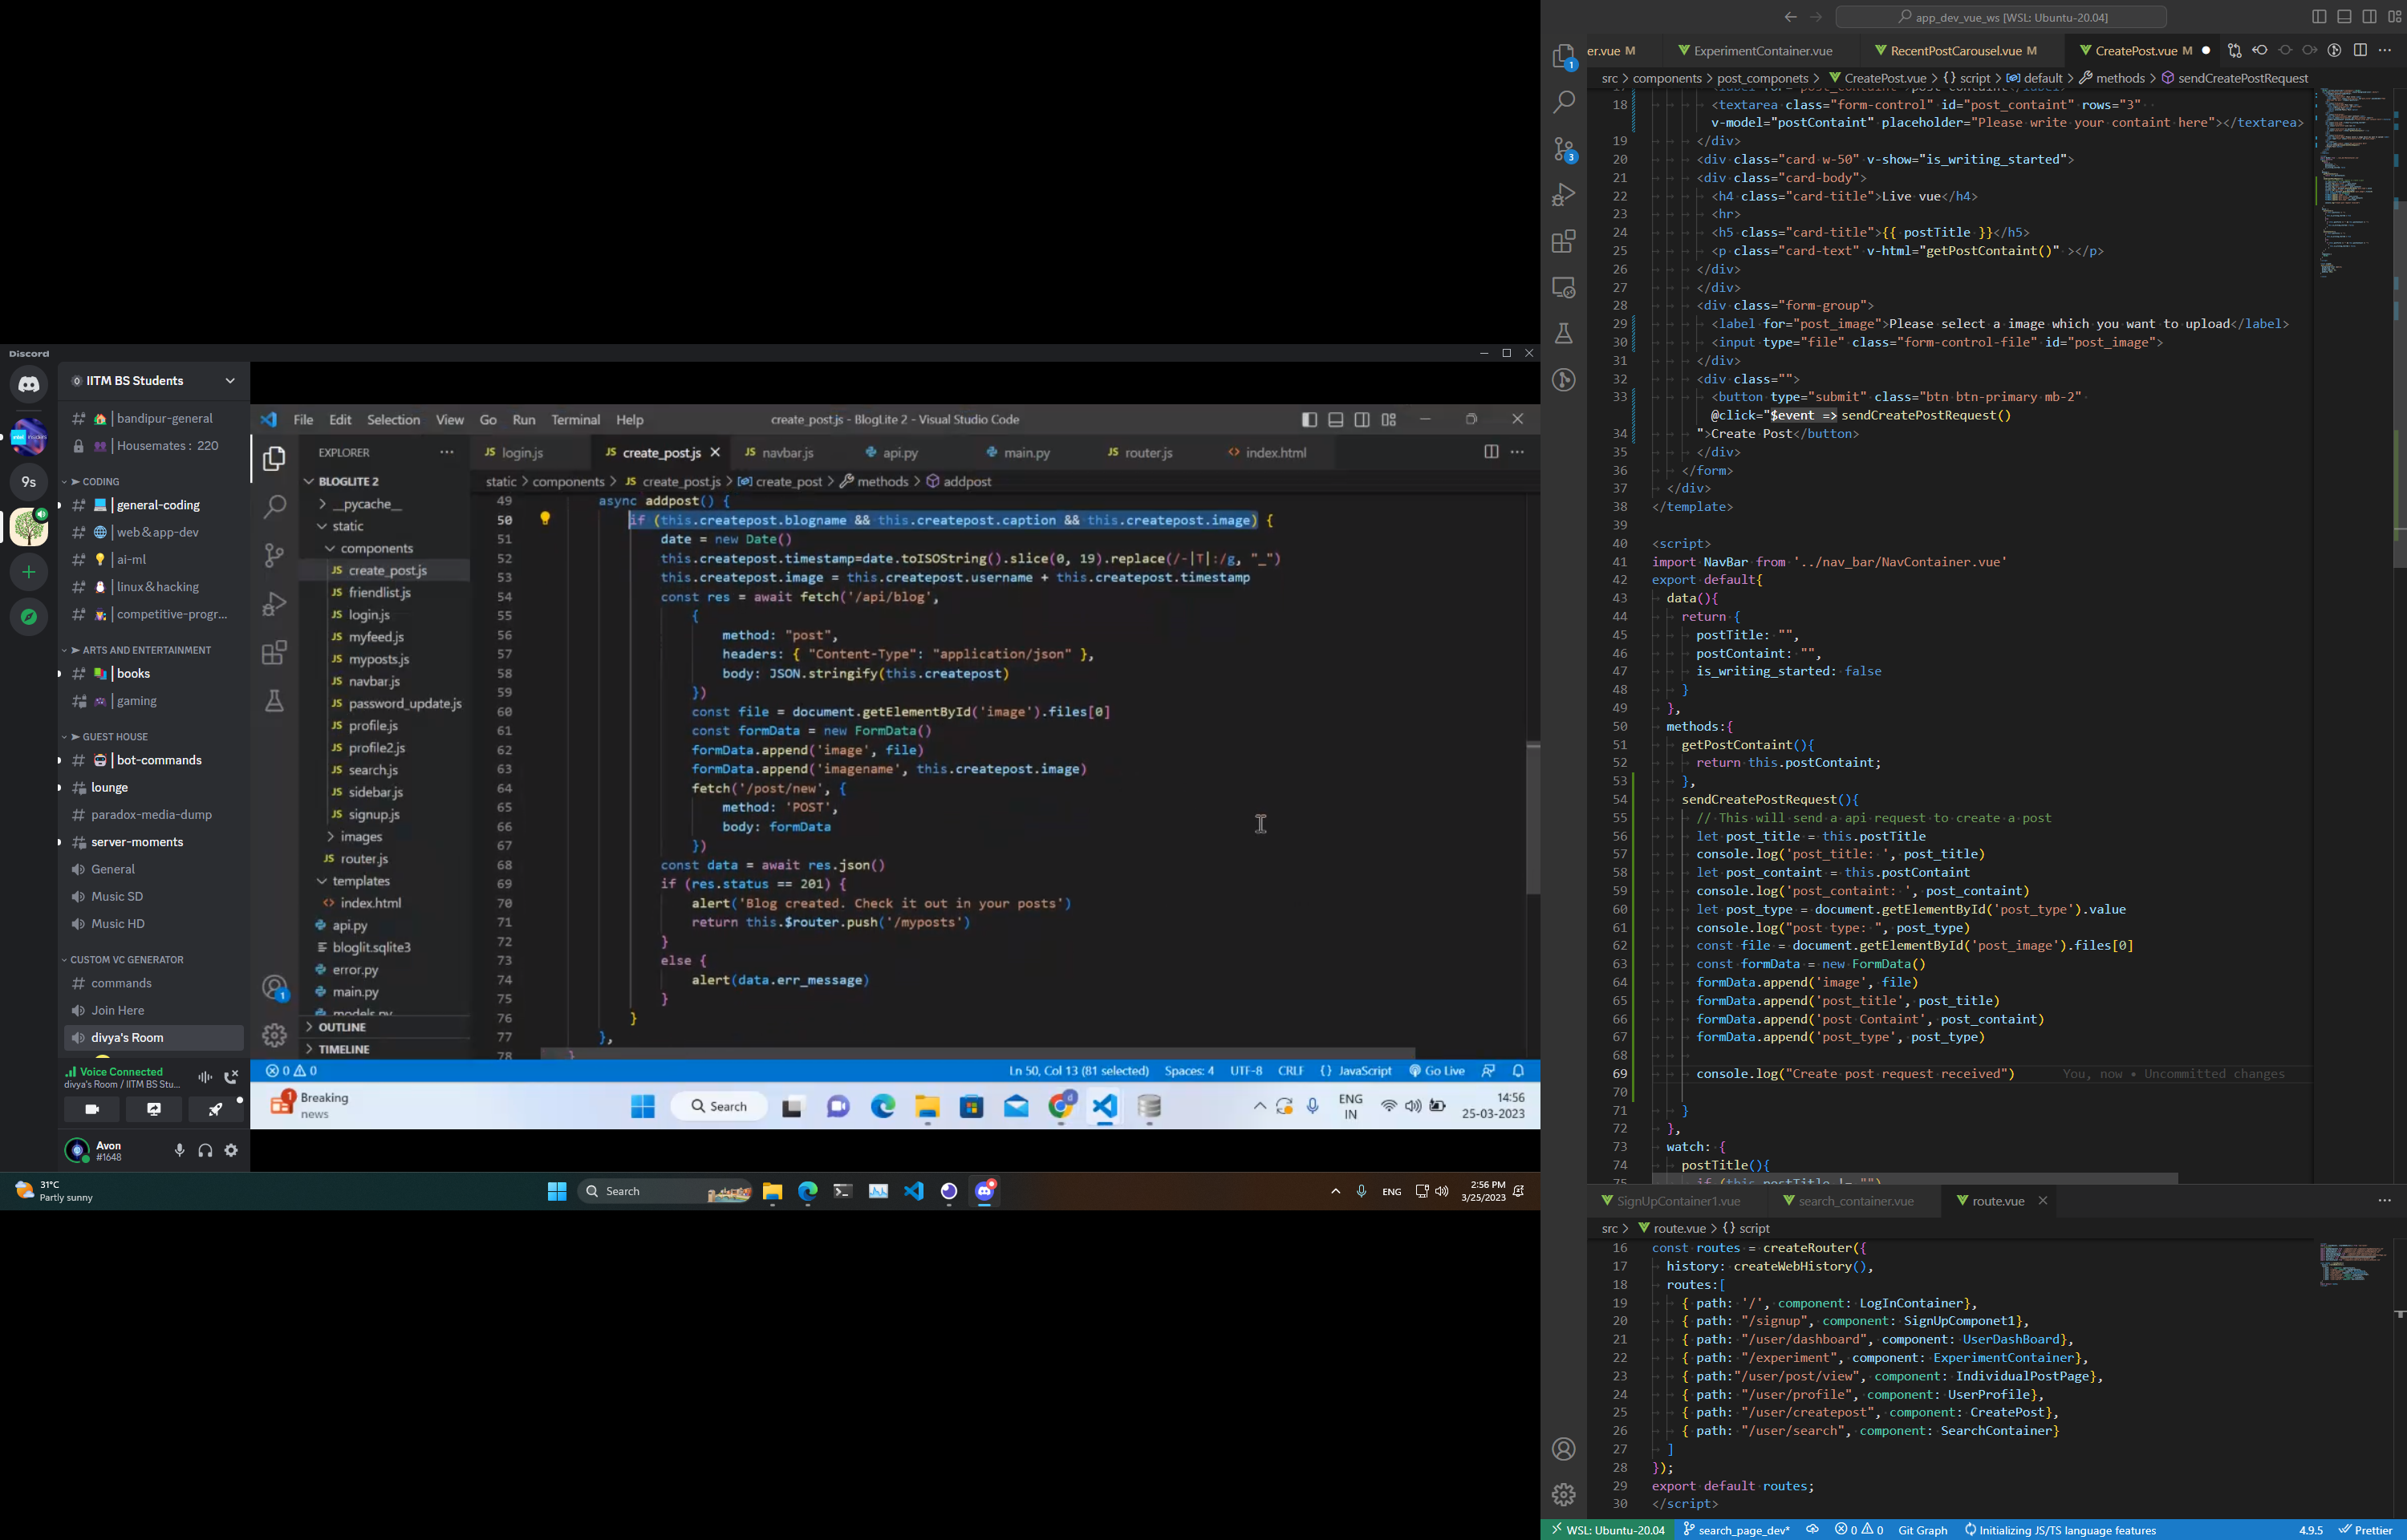 Discord
IITM BS Students
bandipur-general
Housemates: 220
CODING
general-coding
web&app-dev
ai-ml
linux&hacking
competitive-progr...
ARTS AND ENTERTAINMENT
books
gaming
GUEST HOUSE
bot-commands
lounge
paradox-media-dump
server-moments
General
Music SD
Music HD
CUSTOM VC GENERATOR
commands
Join Here
divya's Room
Voice Connected
divya's Room / IITM BS Stu...
Avon
#1648
9s
File Edit Selection View Go Run Terminal Help
create_post.js - BlogLite 2 - Visual Studio Code
EXPLORER
JS login.js
JS create_post.js
JS navbar.js
api.py
main.py
JS router.js
<> index.html
static > components > JS create_post.js > create_post > methods > addpost
BLOGLITE 2
__pycache__
static
components
JS create_post.js
JS friendlist.js
JS login.js
JS myfeed.js
JS myposts.js
JS navbar.js
JS password_update.js
JS profile.js
JS profile2.js
JS search.js
JS sidebar.js
JS signup.js
images
JS router.js
templates
<> index.html
api.py
bloglit.sqlite3
error.py
main.py
models.py
OUTLINE
TIMELINE
49 async addpost() {
50 if (this.createpost.blogname && this.createpost.caption && this.createpost.image) {
51 date = new Date()
52 this.createpost.timestamp=date.toISOString().slice(0, 19).replace(/-|T|:/g, "_")
53 this.createpost.image = this.createpost.username + this.createpost.timestamp
54 const res = await fetch('/api/blog',
55 {
56 method: "post",
57 headers: { "Content-Type": "application/json" },
58 body: JSON.stringify(this.createpost)
59 })
60 const file = document.getElementById('image').files[0]
61 const formData = new FormData()
62 formData.append('image', file)
63 formData.append('imagename', this.createpost.image)
64 fetch('/post/new', {
65 method: 'POST',
66 body: formData
67 })
68 const data = await res.json()
69 if (res.status == 201) {
70 alert('Blog created. Check it out in your posts')
71 return this.$router.push('/myposts')
72 }
73 else {
74 alert(data.err_message)
75 }
76 }
77 },
78 }
0 0
Ln 50, Col 13 (81 selected) Spaces: 4 UTF-8 CRLF {} JavaScript Go Live
1 Breaking
news
Search
ENG
IN
14:56
25-03-2023
31°C
Partly sunny
Search
ENG
2:56 PM
3/25/2023
app_dev_vue_ws [WSL: Ubuntu-20.04]
er.vue M
ExperimentContainer.vue
RecentPostCarousel.vue M
CreatePost.vue M
src > components > post_componets > CreatePost.vue > {} script > default > methods > sendCreatePostRequest
1
3
17 <label for="post_containt">post containt</label>
18 <textarea class="form-control" id="post_containt" rows="3"
v-model="postContaint" placeholder="Please write your containt here"></textarea>
19 </div>
20 <div class="card w-50" v-show="is_writing_started">
21 <div class="card-body">
22 <h4 class="card-title">Live vue</h4>
23 <hr>
24 <h5 class="card-title">{{ postTitle }}</h5>
25 <p class="card-text" v-html="getPostContaint()" ></p>
26 </div>
27 </div>
28 <div class="form-group">
29 <label for="post_image">Please select a image which you want to upload</label>
30 <input type="file" class="form-control-file" id="post_image">
31 </div>
32 <div class="">
33 <button type="submit" class="btn btn-primary mb-2"
@click="$event => sendCreatePostRequest()
34 ">Create Post</button>
35 </div>
36 </form>
37 </div>
38 </template>
39
40 <script>
41 import NavBar from '../nav_bar/NavContainer.vue'
42 export default{
43 data(){
44 return {
45 postTitle: "",
46 postContaint: "",
47 is_writing_started: false
48 }
49 },
50 methods:{
51 getPostContaint(){
52 return this.postContaint;
53 },
54 sendCreatePostRequest(){
55 // This will send a api request to create a post
56 let post_title = this.postTitle
57 console.log('post_title: ', post_title)
58 let post_containt = this.postContaint
59 console.log('post_containt: ', post_containt)
60 let post_type = document.getElementById('post_type').value
61 console.log("post type: ", post_type)
62 const file = document.getElementById('post_image').files[0]
63 const formData = new FormData()
64 formData.append('image', file)
65 formData.append('post_title', post_title)
66 formData.append('post Containt', post_containt)
67 formData.append('post_type', post_type)
68
69 console.log("Create post request received") You, now • Uncommitted changes
70
71 }
72 },
73 watch: {
74 postTitle(){
75 if (this.postTitle != "")
SignUpContainer1.vue
search_container.vue
route.vue
src > route.vue > {} script
16 const routes = createRouter({
17 history: createWebHistory(),
18 routes:[
19 { path: '/', component: LogInContainer},
20 { path: "/signup", component: SignUpComponet1},
21 { path: "/user/dashboard", component: UserDashBoard},
22 { path: "/experiment", component: ExperimentContainer},
23 { path:"/user/post/view", component: IndividualPostPage},
24 { path: "/user/profile", component: UserProfile},
25 { path: "/user/createpost", component: CreatePost},
26 { path: "/user/search", component: SearchContainer}
27 ]
28 });
29 export default routes;
30 </script>
WSL: Ubuntu-20.04 search_page_dev* 0 0 Git Graph Initializing JS/TS language features 4.9.5 Prettier